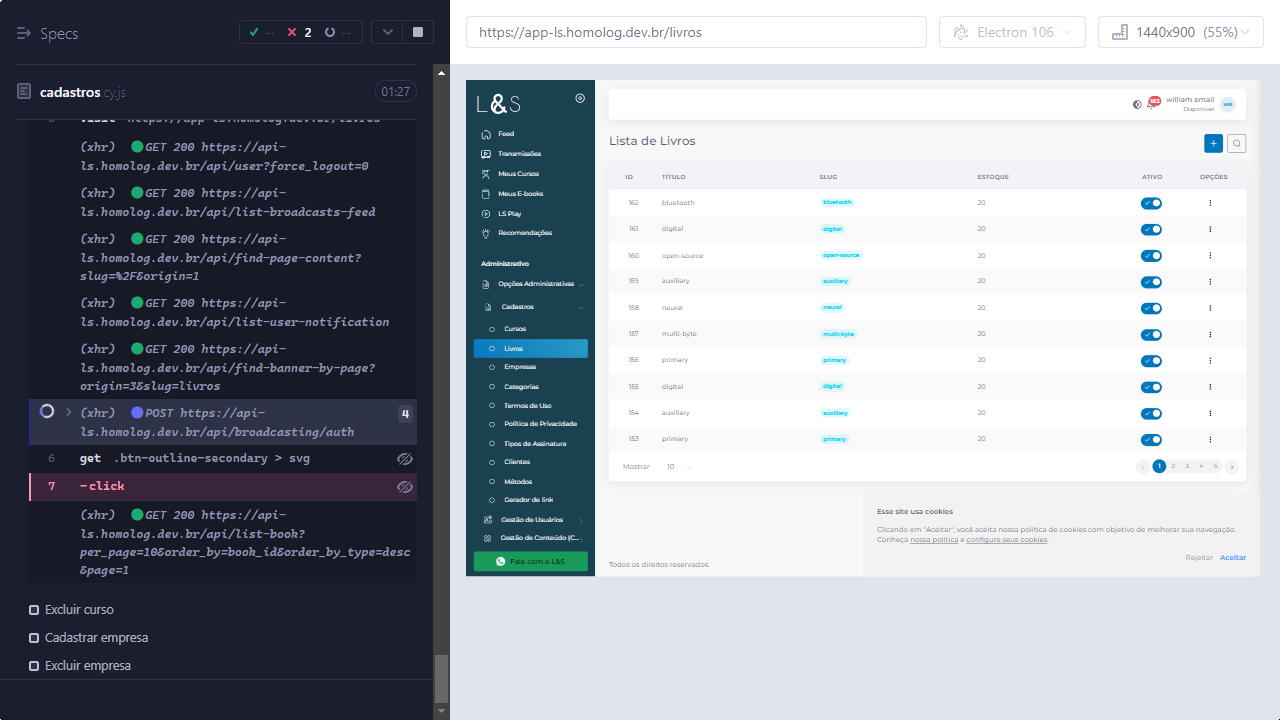 Specs
--
2
--
cadastros cy.js
01:27
visit https://app-ls.homolog.dev.br/livros
(xhr) GET 200 https://api-
ls.homolog.dev.br/api/user?force_logout=0
(xhr) GET 200 https://api-
ls.homolog.dev.br/api/list-broadcasts-feed
(xhr) GET 200 https://api-
ls.homolog.dev.br/api/find-page-content?
slug=%2F&origin=1
(xhr) GET 200 https://api-
ls.homolog.dev.br/api/list-user-notification
(xhr) GET 200 https://api-
ls.homolog.dev.br/api/find-banner-by-page?
origin=3&slug=livros
(xhr) POST https://api-
ls.homolog.dev.br/api/broadcasting/auth
4
6 get .btn-outline-secondary > svg
7 -click
(xhr) GET 200 https://api-
ls.homolog.dev.br/api/list-book?
per_page=10&order_by=book_id&order_by_type=desc
&page=1
Excluir curso
Cadastrar empresa
Excluir empresa
https://app-ls.homolog.dev.br/livros
Electron 106
1440x900 (55%)
L&S
Feed
Transmissões
Meus Cursos
Meus E-books
LS Play
Recomendações
Administrativo
Opções Administrativas
Cadastros
Cursos
Livros
Empresas
Categorias
Termos de Uso
Política de Privacidade
Tipos de Assinatura
Clientes
Métodos
Gerador de link
Gestão de Usuários
Gestão de Conteúdo (C...
Fale com a L&S
363
william email
Disponível
we
Lista de Livros
+
ID TÍTULO SLUG ESTOQUE ATIVO OPÇÕES
162 bluetooth bluetooth 20
161 digital digital 20
160 open-source open-source 20
159 auxiliary auxiliary 20
158 neural neural 20
157 multi-byte multi-byte 20
156 primary primary 20
155 digital digital 20
154 auxiliary auxiliary 20
153 primary primary 20
Mostrar 10
‹ 1 2 3 4 5 ›
Esse site usa cookies
Clicando em "Aceitar", você aceita nossa política de cookies com objetivo de melhorar sua navegação.
Conheça nossa política e configure seus cookies.
Rejeitar Aceitar
Todos os direitos reservados.